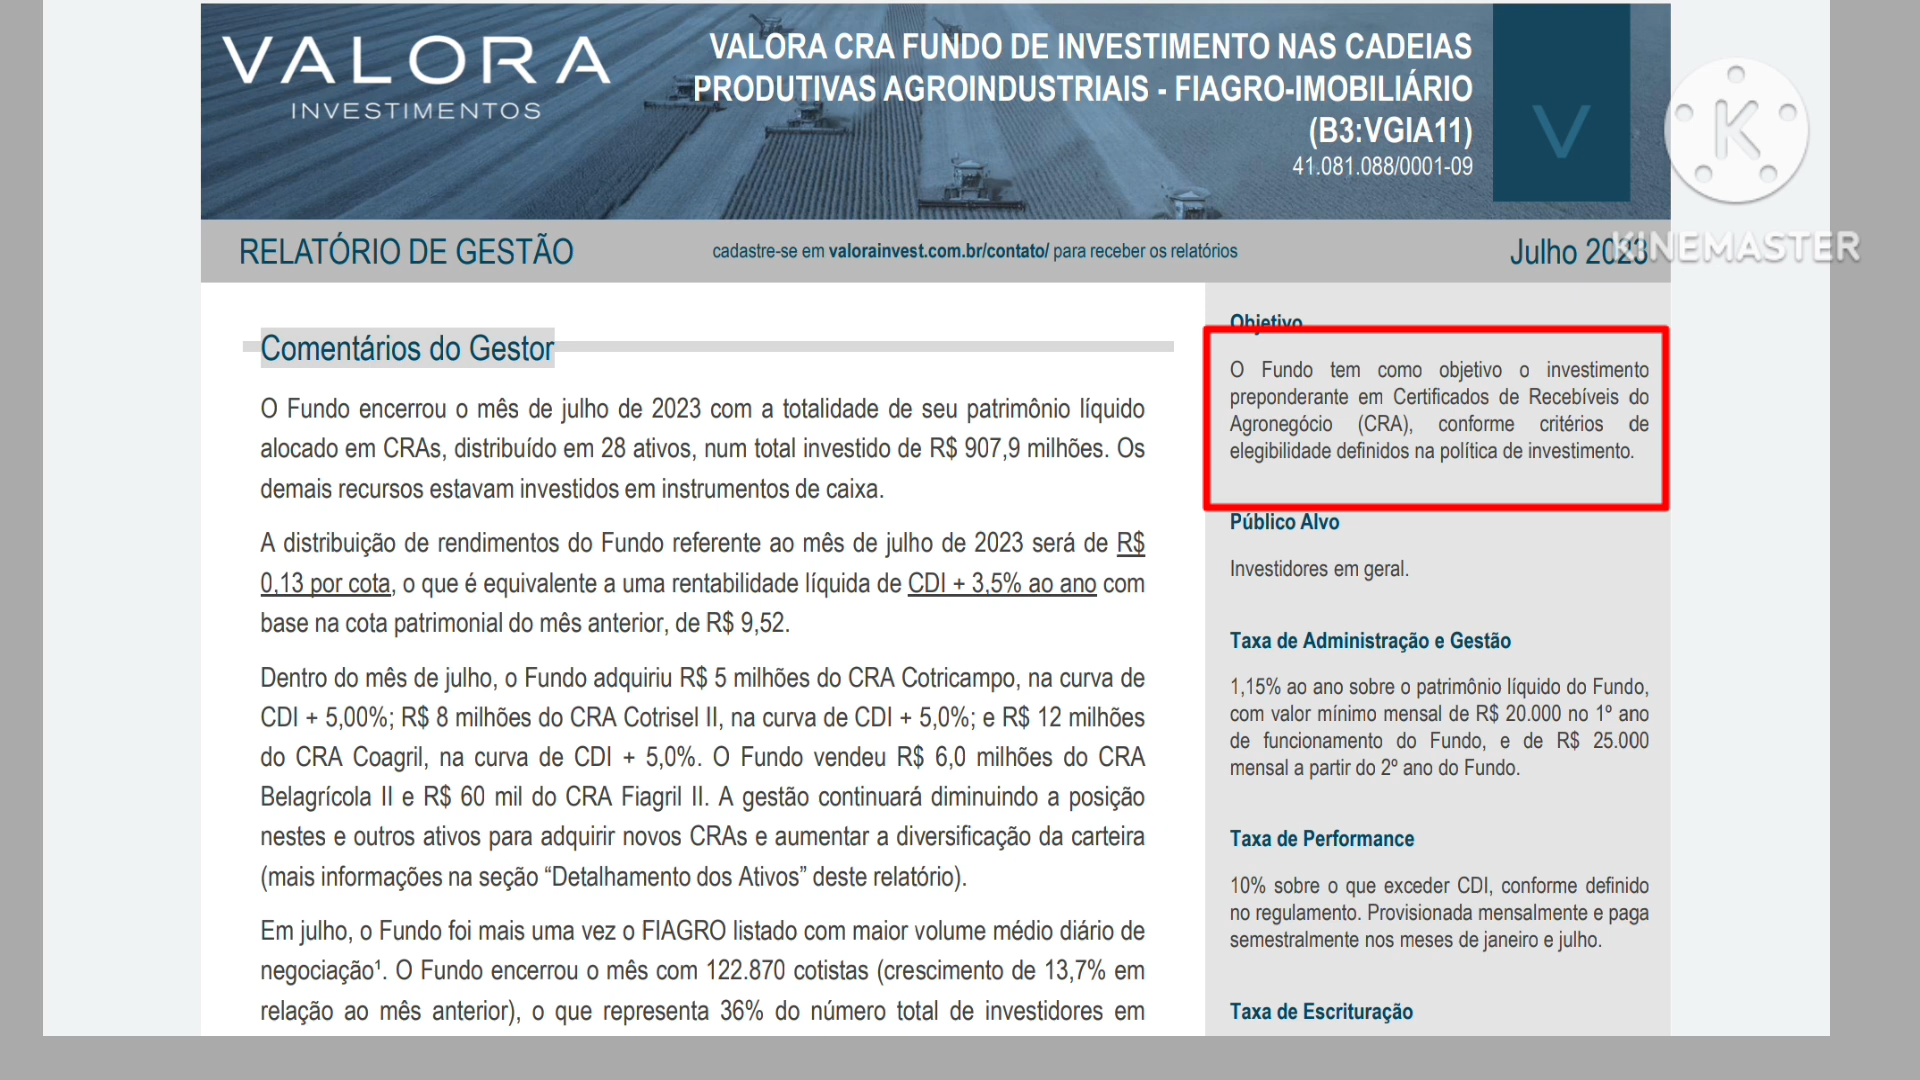 VALORA
INVESTIMENTOS
VALORA CRA FUNDO DE INVESTIMENTO NAS CADEIAS
PRODUTIVAS AGROINDUSTRIAIS - FIAGRO-IMOBILIÁRIO
(B3:VGIA11)
41.081.088/0001-09
V
K
KINEMASTER
RELATÓRIO DE GESTÃO
cadastre-se em valorainvest.com.br/contato/ para receber os relatórios
Julho 2023
Comentários do Gestor
O Fundo encerrou o mês de julho de 2023 com a totalidade de seu patrimônio líquido
alocado em CRAs, distribuído em 28 ativos, num total investido de R$ 907,9 milhões. Os
demais recursos estavam investidos em instrumentos de caixa.
A distribuição de rendimentos do Fundo referente ao mês de julho de 2023 será de R$
0,13 por cota, o que é equivalente a uma rentabilidade líquida de CDI + 3,5% ao ano com
base na cota patrimonial do mês anterior, de R$ 9,52.
Dentro do mês de julho, o Fundo adquiriu R$ 5 milhões do CRA Cotricampo, na curva de
CDI + 5,00%; R$ 8 milhões do CRA Cotrisel II, na curva de CDI + 5,0%; e R$ 12 milhões
do CRA Coagril, na curva de CDI + 5,0%. O Fundo vendeu R$ 6,0 milhões do CRA
Belagrícola II e R$ 60 mil do CRA Fiagril II. A gestão continuará diminuindo a posição
nestes e outros ativos para adquirir novos CRAs e aumentar a diversificação da carteira
(mais informações na seção “Detalhamento dos Ativos” deste relatório).
Em julho, o Fundo foi mais uma vez o FIAGRO listado com maior volume médio diário de
negociação¹. O Fundo encerrou o mês com 122.870 cotistas (crescimento de 13,7% em
relação ao mês anterior), o que representa 36% do número total de investidores em
Objetivo
O Fundo tem como objetivo o investimento
preponderante em Certificados de Recebíveis do
Agronegócio (CRA), conforme critérios de
elegibilidade definidos na política de investimento.
Público Alvo
Investidores em geral.
Taxa de Administração e Gestão
1,15% ao ano sobre o patrimônio líquido do Fundo,
com valor mínimo mensal de R$ 20.000 no 1º ano
de funcionamento do Fundo, e de R$ 25.000
mensal a partir do 2º ano do Fundo.
Taxa de Performance
10% sobre o que exceder CDI, conforme definido
no regulamento. Provisionada mensalmente e paga
semestralmente nos meses de janeiro e julho.
Taxa de Escrituração